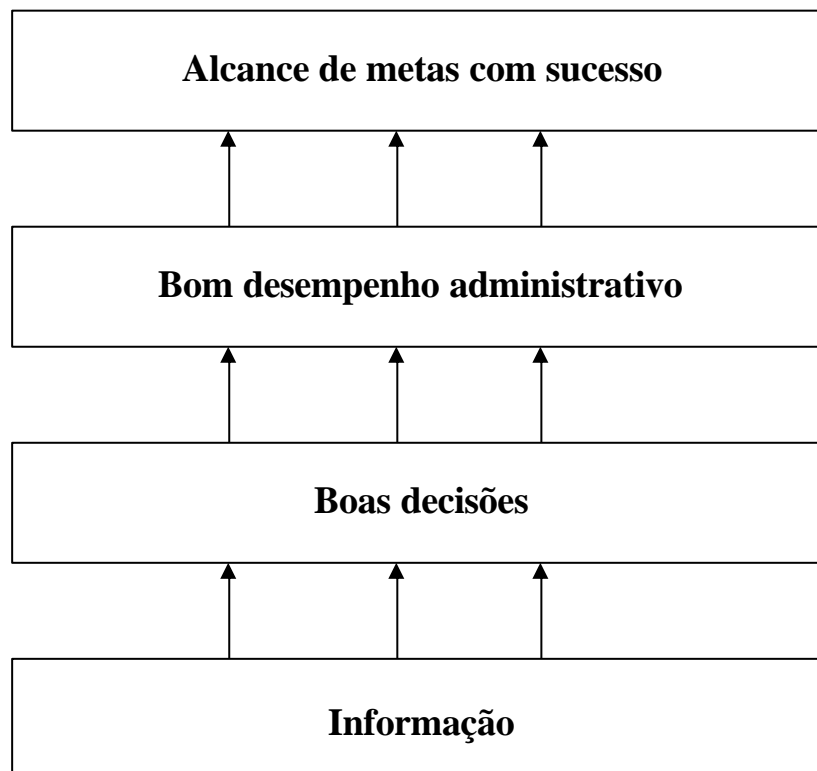 Alcance de metas com sucesso
Bom desempenho administrativo
Boas decisões
Informação